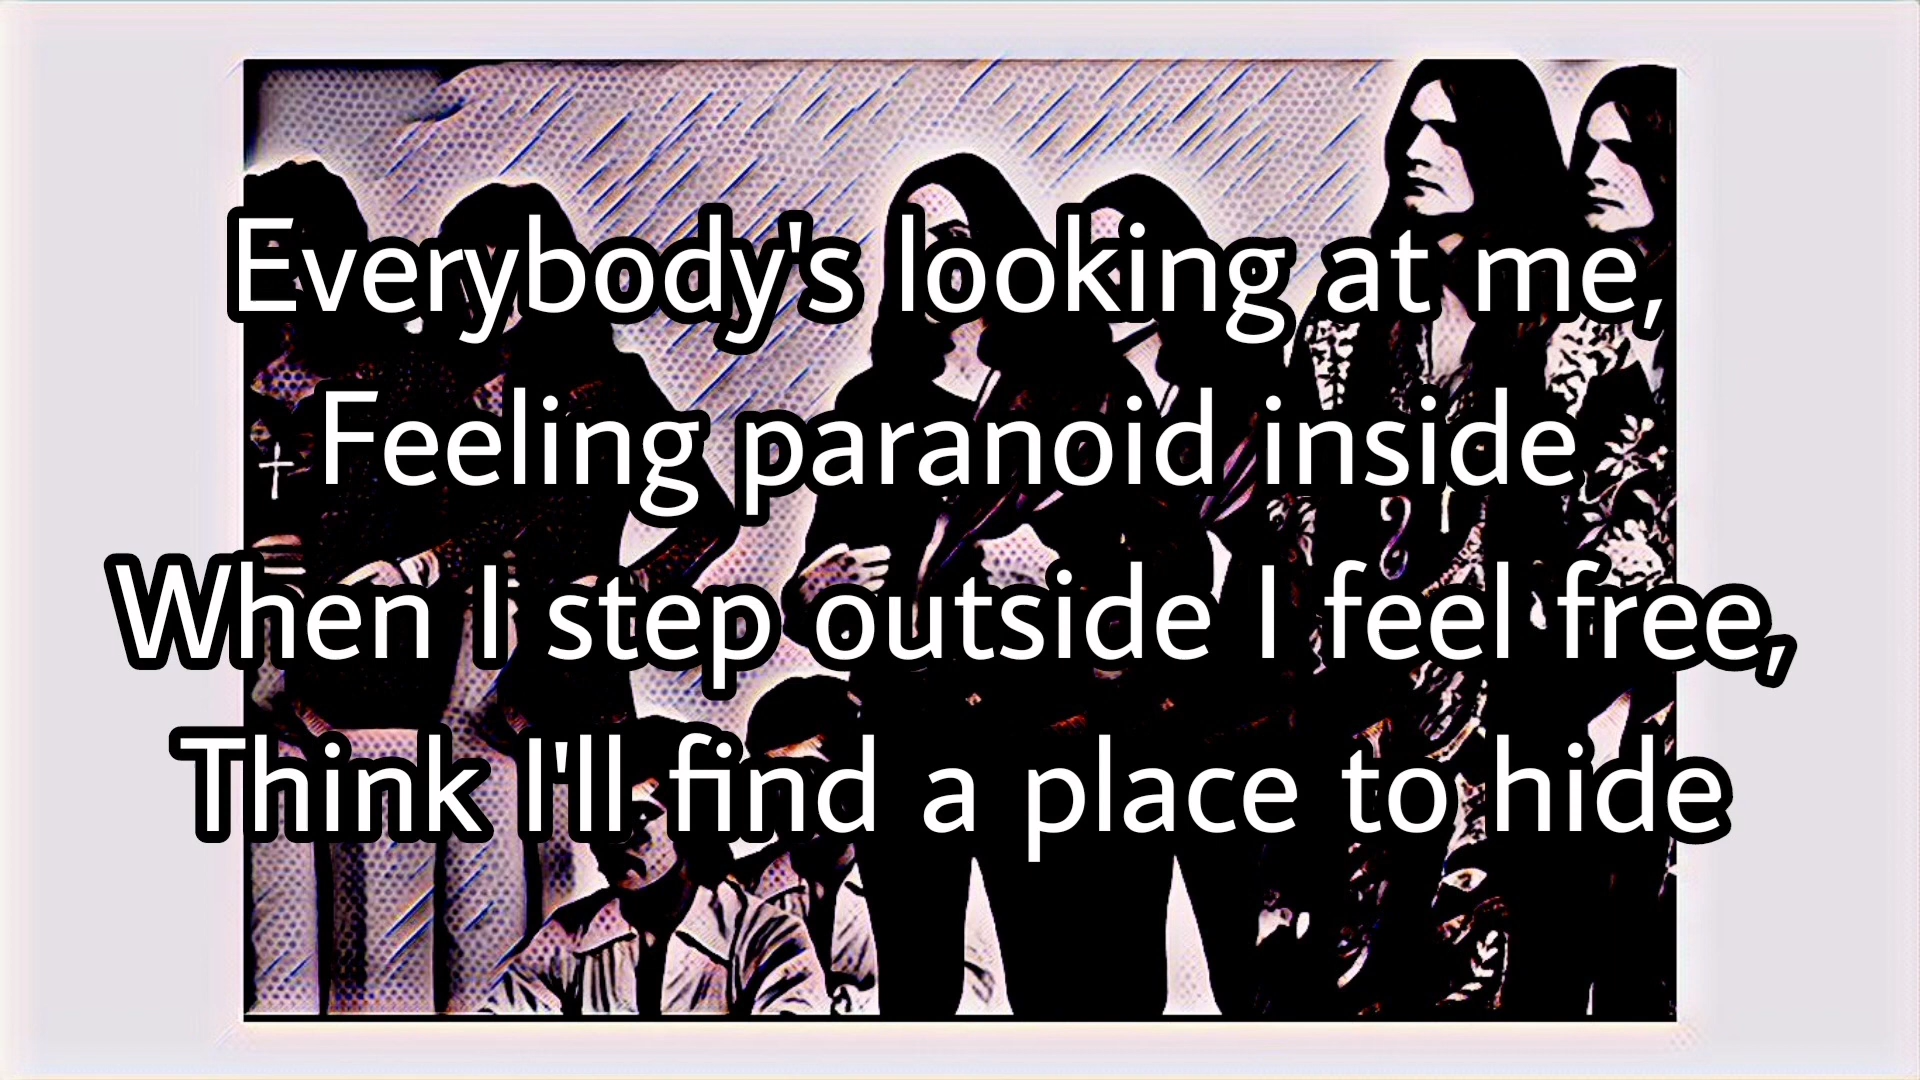 Everybody's looking at me,
Feeling paranoid inside
When I step outside I feel free,
Think I'll find a place to hide